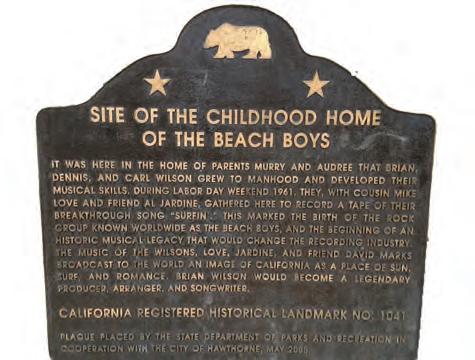 SITE OF THE CHILDHOOD HOME
OF THE BEACH BOYS
IT WAS HERE IN THE HOME OF PARENTS MURRY AND AUDREE THAT BRIAN,
DENNIS, AND CARL WILSON GREW TO MANHOOD AND DEVELOPED THEIR
MUSICAL SKILLS. DURING LABOR DAY WEEKEND 1961, THEY, WITH COUSIN MIKE
LOVE AND FRIEND AL JARDINE, GATHERED HERE TO RECORD A TAPE OF THEIR
BREAKTHROUGH SONG "SURFIN." THIS MARKED THE BIRTH OF THE ROCK
GROUP KNOWN WORLDWIDE AS THE BEACH BOYS, AND THE BEGINNING OF AN
HISTORIC MUSICAL LEGACY THAT WOULD CHANGE THE RECORDING INDUSTRY.
THE MUSIC OF THE WILSONS, LOVE, JARDINE, AND FRIEND DAVID MARKS
BROADCAST TO THE WORLD AN IMAGE OF CALIFORNIA AS A PLACE OF SUN,
SURF, AND ROMANCE. BRIAN WILSON WOULD BECOME A LEGENDARY
PRODUCER, ARRANGER, AND SONGWRITER.
CALIFORNIA REGISTERED HISTORICAL LANDMARK NO. 1041
PLAQUE PLACED BY THE STATE DEPARTMENT OF PARKS AND RECREATION IN
COOPERATION WITH THE CITY OF HAWTHORNE, MAY 2005